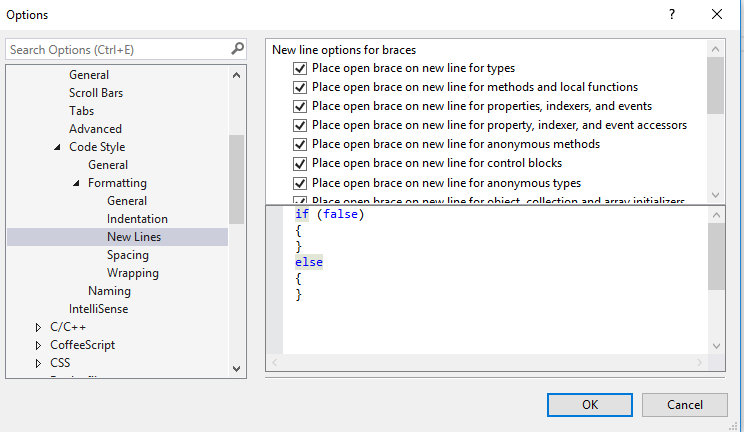 Options
?
Search Options (Ctrl+E)
General
Scroll Bars
Tabs
Advanced
Code Style
General
Formatting
General
Indentation
New Lines
Spacing
Wrapping
Naming
IntelliSense
C/C++
CoffeeScript
CSS
New line options for braces
Place open brace on new line for types
Place open brace on new line for methods and local functions
Place open brace on new line for properties, indexers, and events
Place open brace on new line for property, indexer, and event accessors
Place open brace on new line for anonymous methods
Place open brace on new line for control blocks
Place open brace on new line for anonymous types
Place open brace on new line for object, collection and array initializers
if (false)
{
}
else
{
}
OK
Cancel